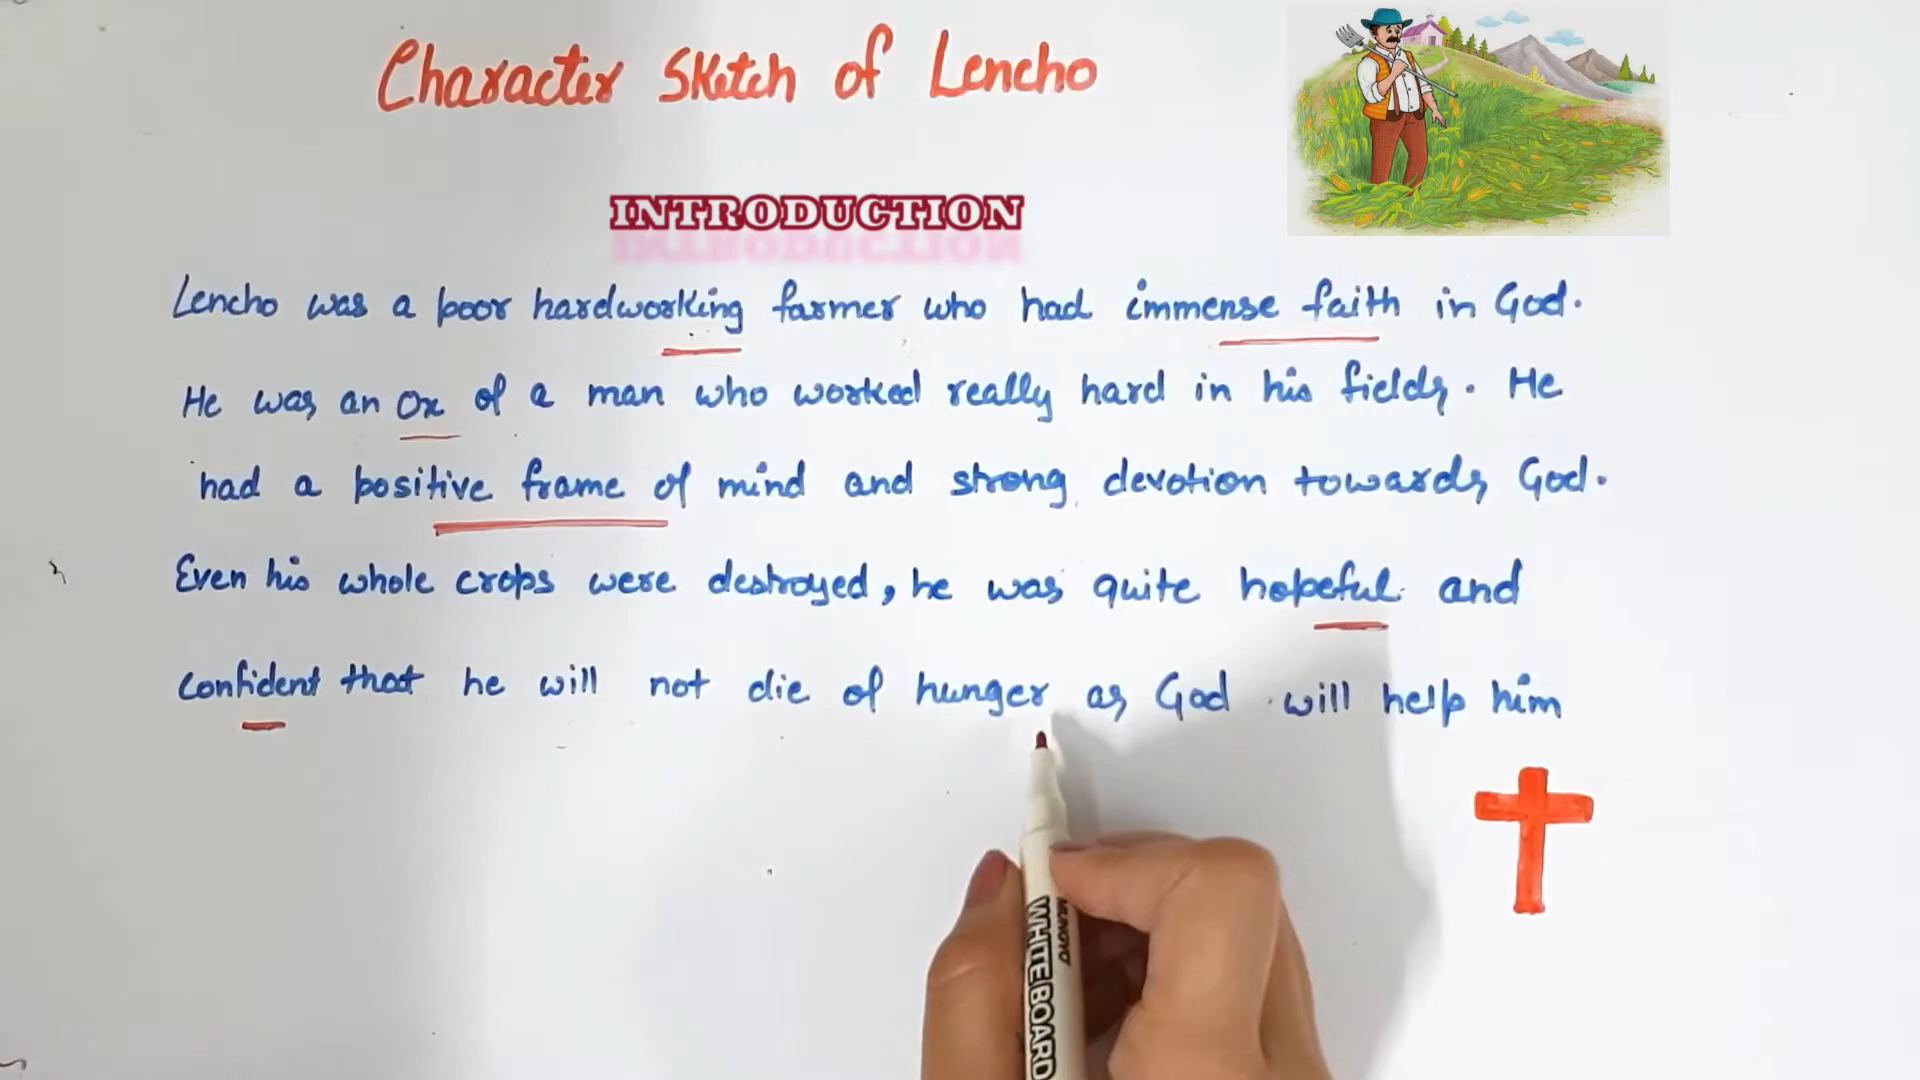 Character Sketch of Lencho
INTRODUCTION
Lencho was a poor hardworking farmer who had immense faith in God.
He was an ox of a man who worked really hard in his fields. He
had a positive frame of mind and strong devotion towards God.
Even his whole crops were destroyed, he was quite hopeful and
confident that he will not die of hunger as God will help him
MUNGYO
WHITEBOARD